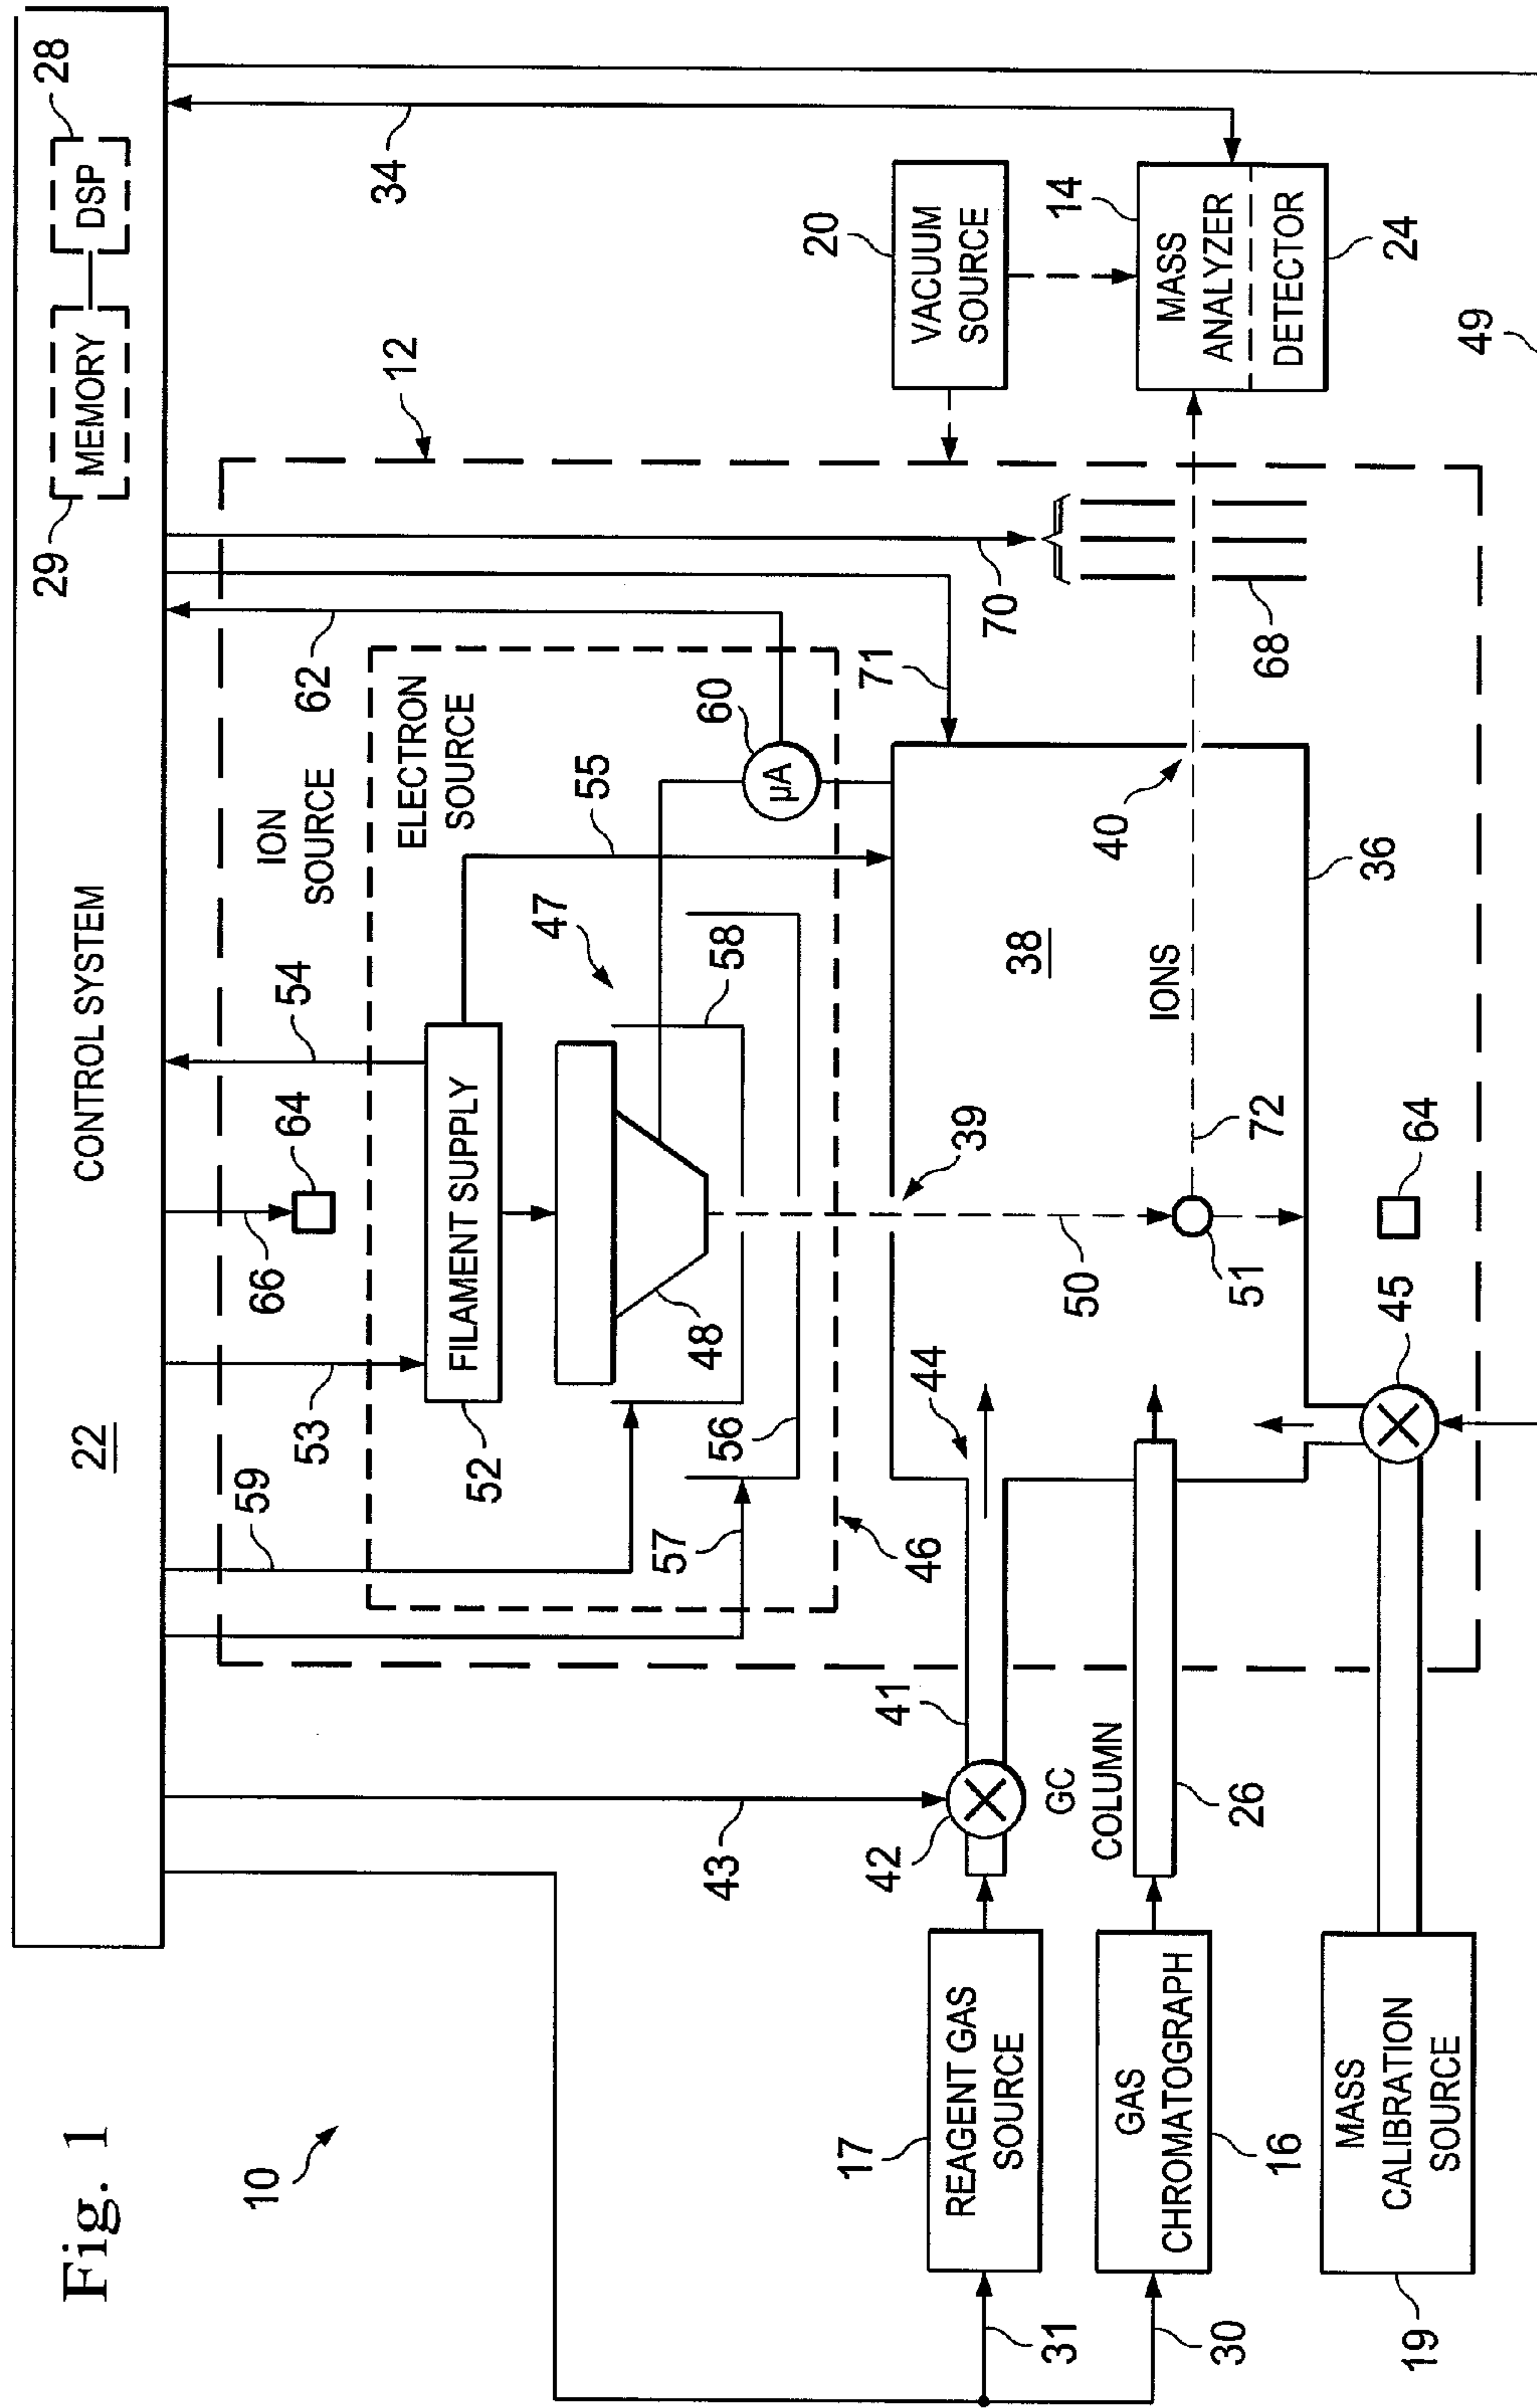 Fig. 1
10
CONTROL SYSTEM
22
MEMORY
29
DSP
28
34
12
ION
SOURCE
62
54
64
66
53
59
ELECTRON
SOURCE
FILAMENT SUPPLY
52
55
47
48
58
56
57
46
60
µA
71
70
68
20
VACUUM
SOURCE
14
MASS
ANALYZER
DETECTOR
24
49
43
42
41
44
39
38
40
36
IONS
72
50
51
64
45
GC
COLUMN
26
17
REAGENT GAS
SOURCE
31
GAS
CHROMATOGRAPH
16
30
MASS
CALIBRATION
SOURCE
19